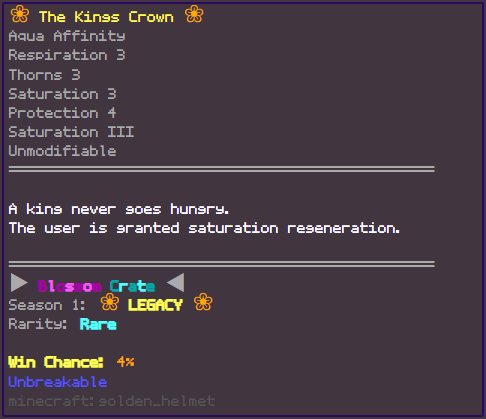 ❀ The Kings Crown ❀
Aqua Affinity
Respiration 3
Thorns 3
Saturation 3
Protection 4
Saturation III
Unmodifiable
A king never goes hungry.
The user is granted saturation regeneration.
▶ Blossom Crate ◀
Season 1: ❀ LEGACY ❀
Rarity: Rare
Win Chance: 4%
Unbreakable
minecraft:golden_helmet